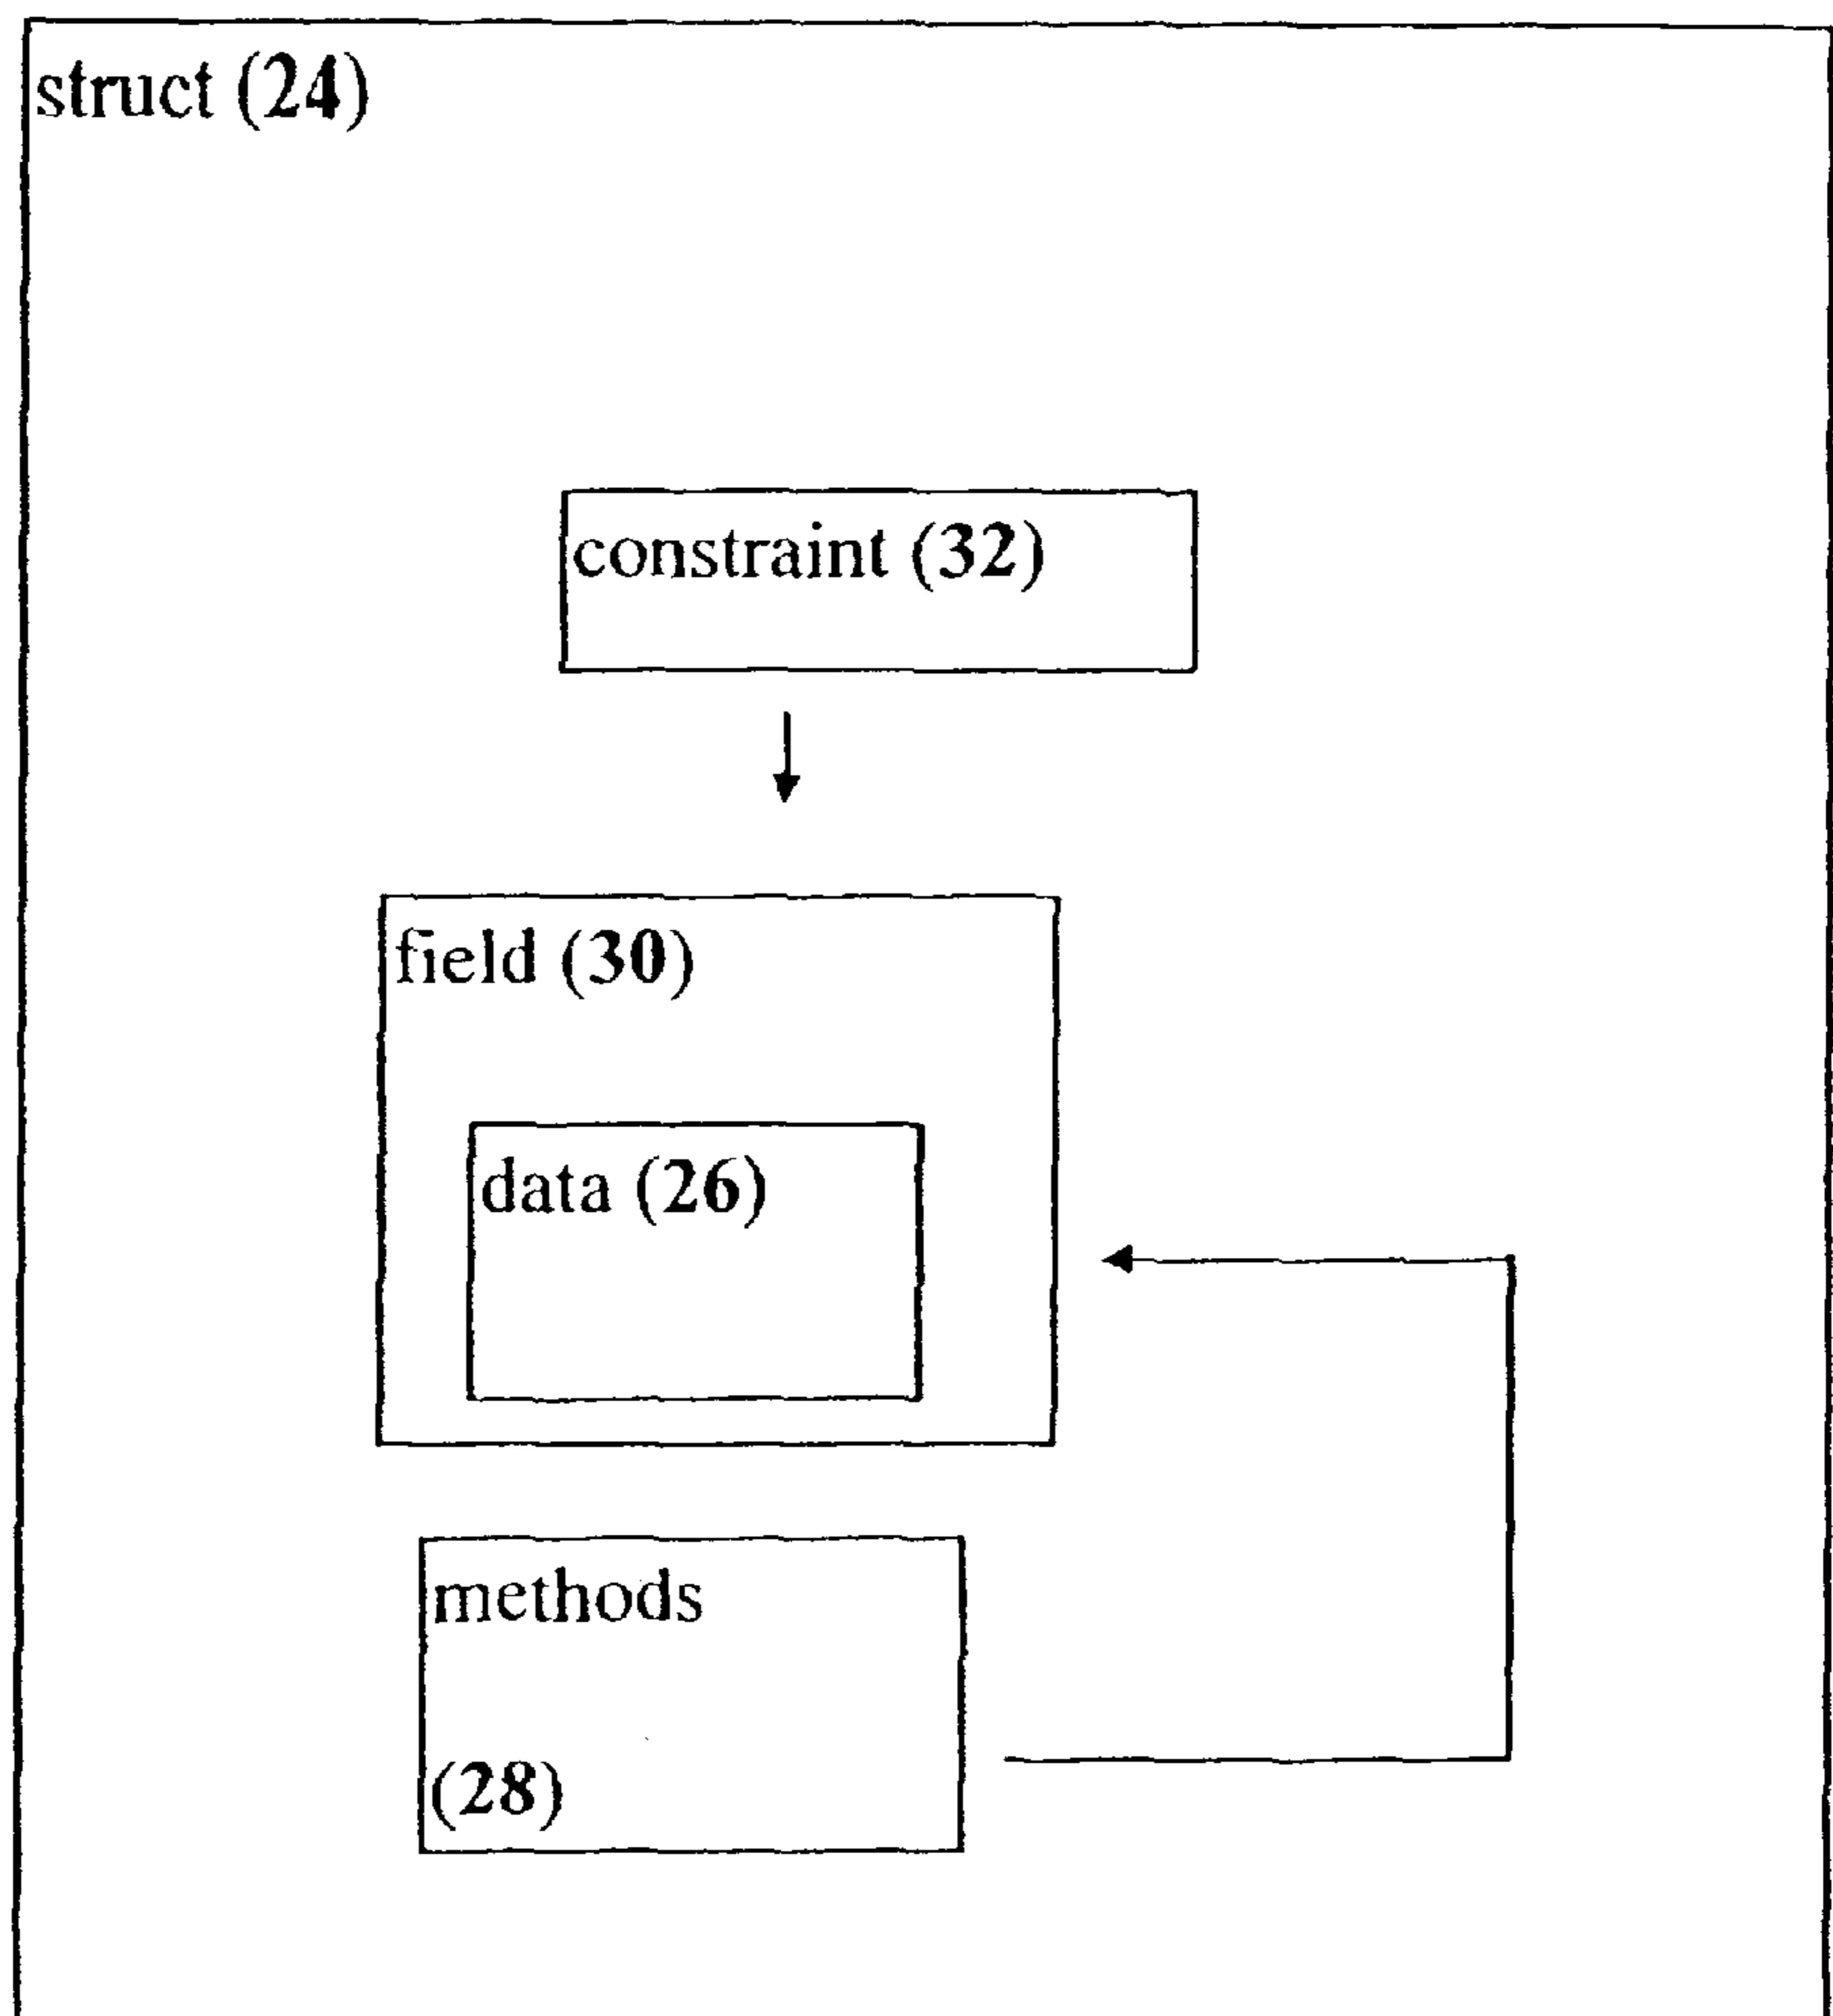 struct (24)
constraint (32)
field (30)
data (26)
methods
(28)